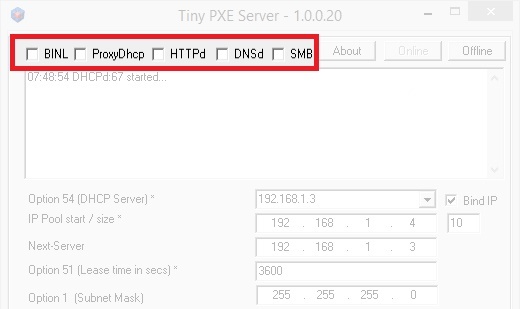 Tiny PXE Server - 1.0.0.20
BINL ProxyDhcp HTTPd DNSd SMB About Online Offline
07:48:54 DHCPd:67 started...
Option 54 (DHCP Server) * 192.168.1.3 Bind IP
IP Pool start / size * 192 . 168 . 1 . 4 10
Next-Server 192 . 168 . 1 . 3
Option 51 (Lease time in secs) * 3600
Option 1 (Subnet Mask) 255 . 255 . 255 . 0